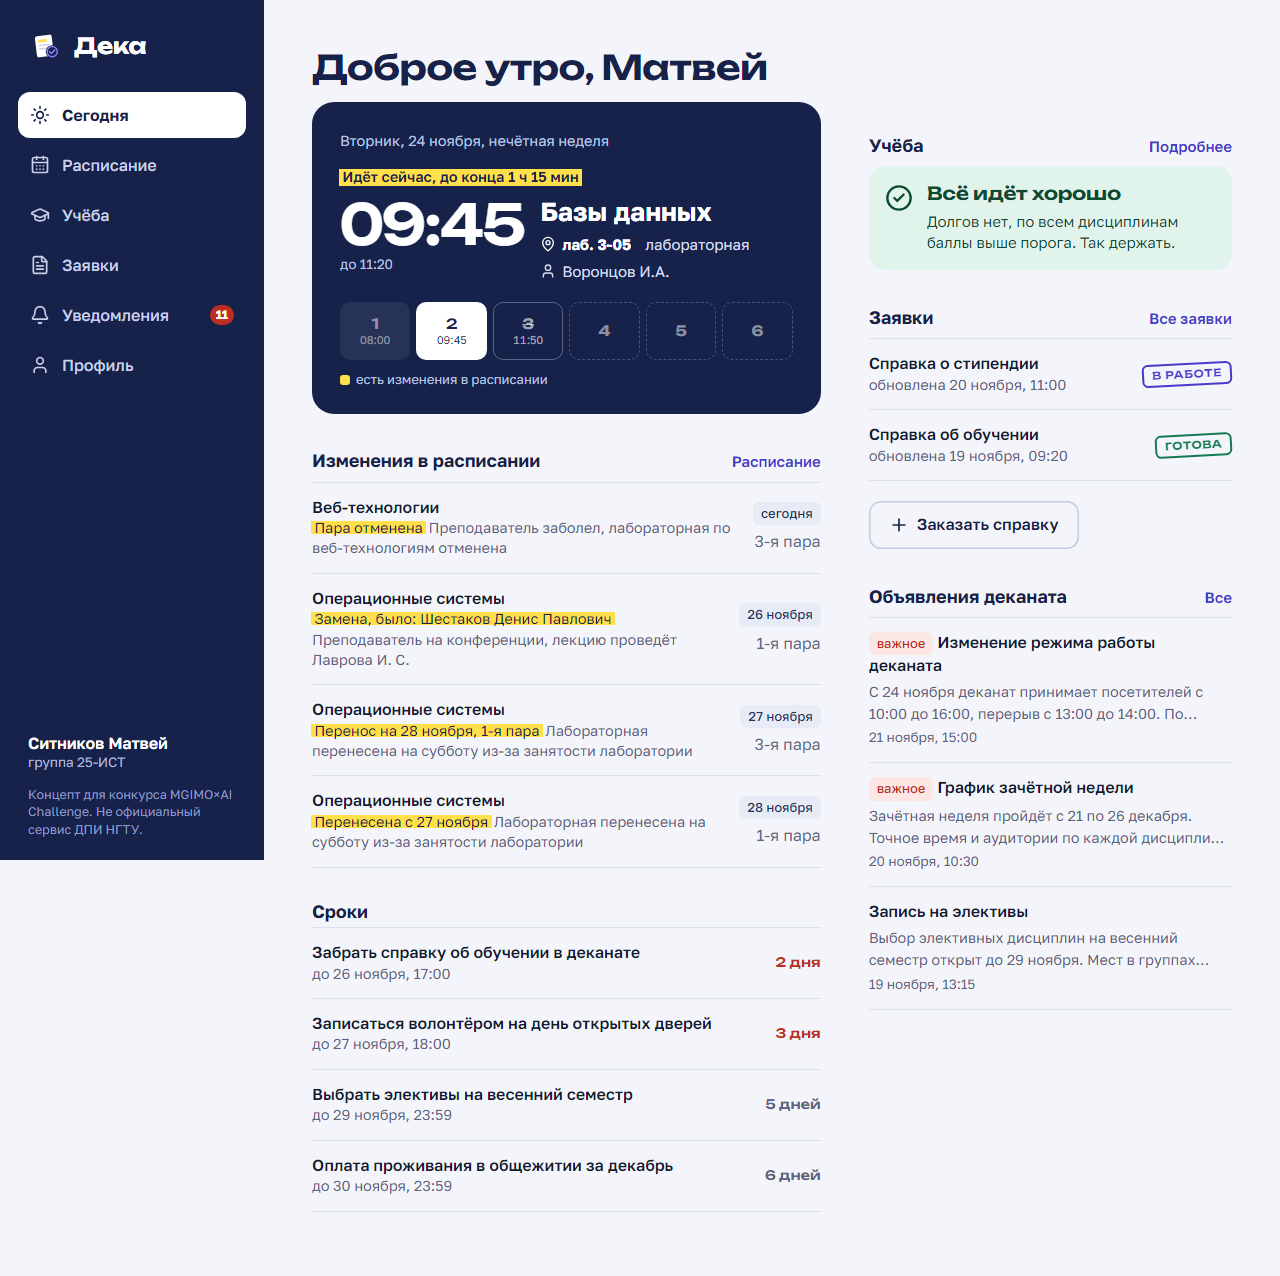 Дека
Сегодня
Расписание
Учёба
Заявки
Уведомления 11
Профиль
Ситников Матвей
группа 25-ИСТ
Концепт для конкурса MGIMO×AI
Challenge. Не официальный
сервис ДПИ НГТУ.
Доброе утро, Матвей
Вторник, 24 ноября, нечётная неделя
Идёт сейчас, до конца 1 ч 15 мин
09:45
до 11:20
Базы данных
лаб. 3-05 лабораторная
Воронцов И.А.
1 2 3 4 5 6
08:00 09:45 11:50
есть изменения в расписании
Изменения в расписании Расписание
Веб-технологии
Пара отменена Преподаватель заболел, лабораторная по
веб-технологиям отменена
сегодня
3-я пара
Операционные системы
Замена, было: Шестаков Денис Павлович
Преподаватель на конференции, лекцию проведёт
Лаврова И. С.
26 ноября
1-я пара
Операционные системы
Перенос на 28 ноября, 1-я пара Лабораторная
перенесена на субботу из-за занятости лаборатории
27 ноября
3-я пара
Операционные системы
Перенесена с 27 ноября Лабораторная перенесена на
субботу из-за занятости лаборатории
28 ноября
1-я пара
Сроки
Забрать справку об обучении в деканате
до 26 ноября, 17:00
2 дня
Записаться волонтёром на день открытых дверей
до 27 ноября, 18:00
3 дня
Выбрать элективы на весенний семестр
до 29 ноября, 23:59
5 дней
Оплата проживания в общежитии за декабрь
до 30 ноября, 23:59
6 дней
Учёба Подробнее
Всё идёт хорошо
Долгов нет, по всем дисциплинам
баллы выше порога. Так держать.
Заявки Все заявки
Справка о стипендии
обновлена 20 ноября, 11:00
В РАБОТЕ
Справка об обучении
обновлена 19 ноября, 09:20
ГОТОВА
Заказать справку
Объявления деканата Все
важное Изменение режима работы
деканата
С 24 ноября деканат принимает посетителей с
10:00 до 16:00, перерыв с 13:00 до 14:00. По...
21 ноября, 15:00
важное График зачётной недели
Зачётная неделя пройдёт с 21 по 26 декабря.
Точное время и аудитории по каждой дисципли...
20 ноября, 10:30
Запись на элективы
Выбор элективных дисциплин на весенний
семестр открыт до 29 ноября. Мест в группах...
19 ноября, 13:15